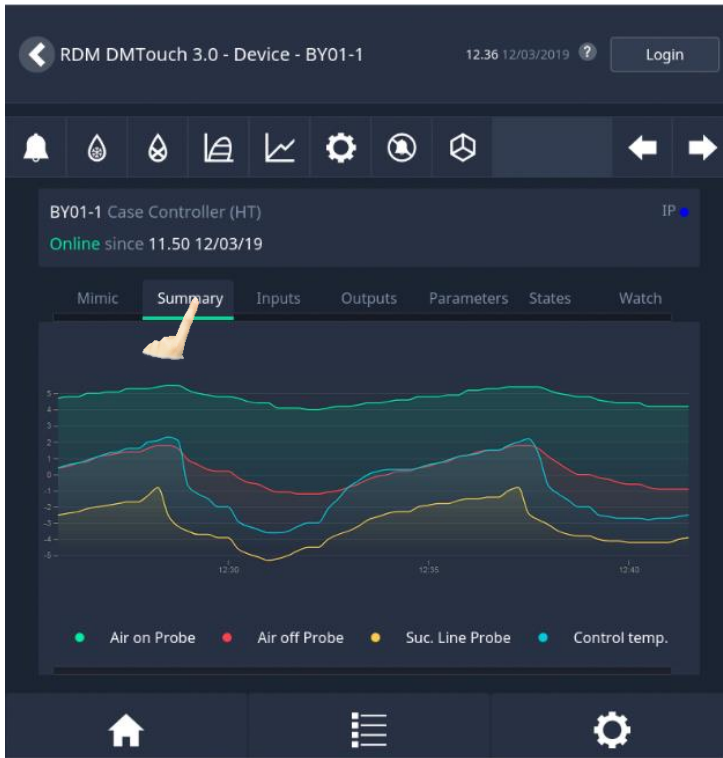 RDM DMTouch 3.0 - Device - BY01-1 12.36 12/03/2019 ? Login
BY01-1 Case Controller (HT) IP
Online since 11.50 12/03/19
Mimic Summary Inputs Outputs Parameters States Watch
5
4
3
2
1
0
-1
-2
-3
-4
-5
12:30 12:35 12:40
Air on Probe Air off Probe Suc. Line Probe Control temp.